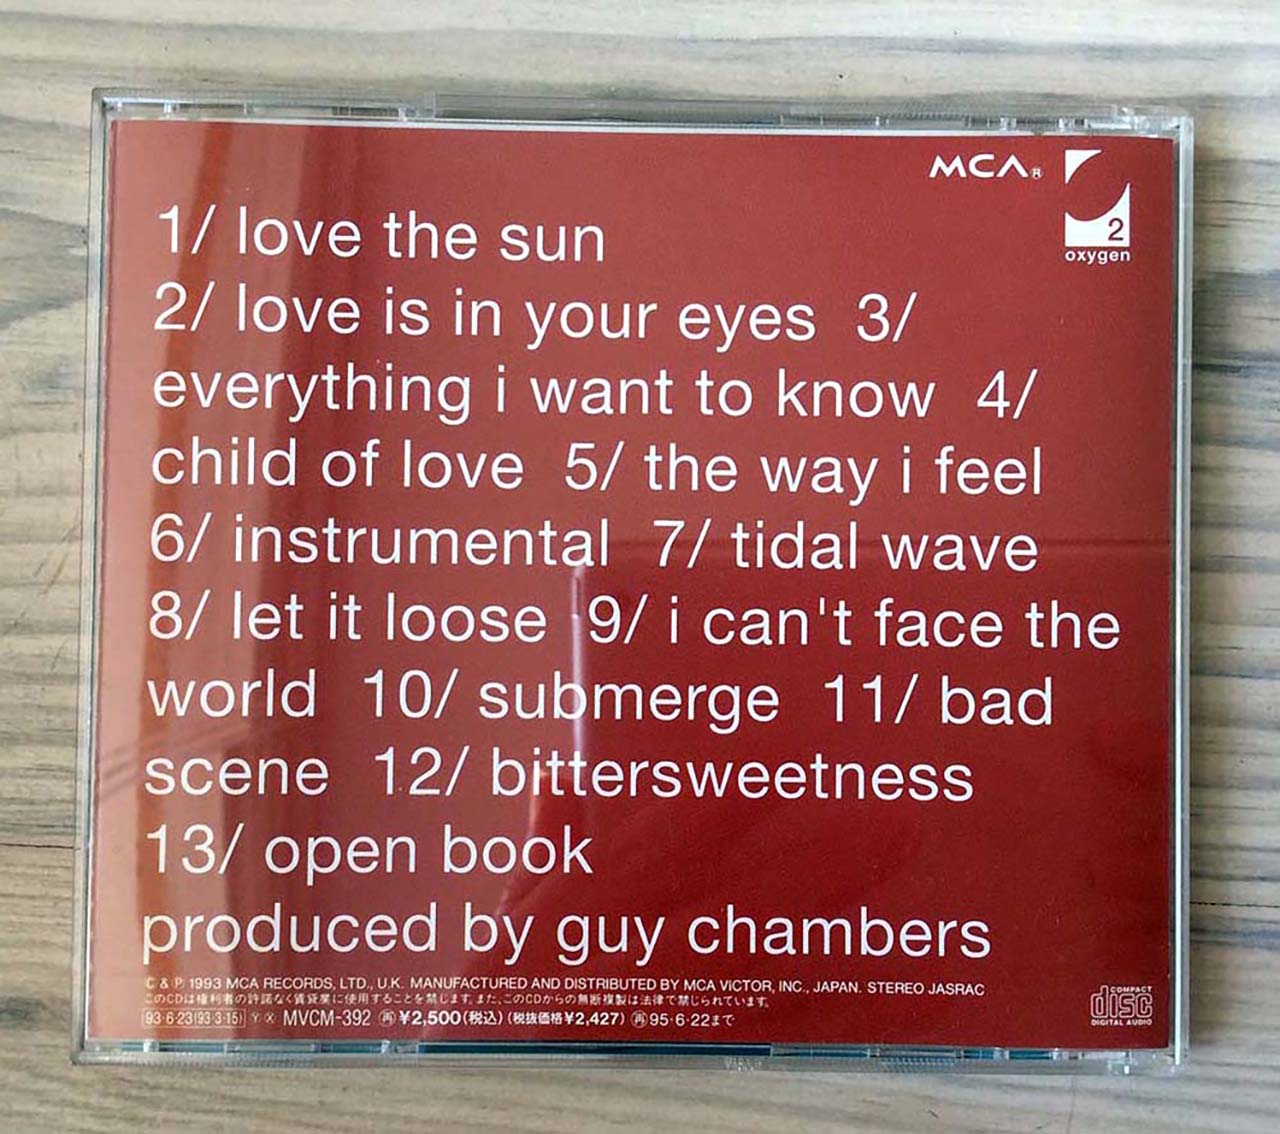 MCA®
2
oxygen
1/ love the sun
2/ love is in your eyes 3/
everything i want to know 4/
child of love 5/ the way i feel
6/ instrumental 7/ tidal wave
8/ let it loose 9/ i can't face the
world 10/ submerge 11/ bad
scene 12/ bittersweetness
13/ open book
produced by guy chambers
C & P 1993 MCA RECORDS, LTD., U.K. MANUFACTURED AND DISTRIBUTED BY MCA VICTOR, INC., JAPAN. STEREO JASRAC
このCDは権利者の許諾なく賃貸業に使用することを禁じます。また、このCDからの無断複製は法律で禁じられています。
93·6·23(93·3·15) MVCM-392 ㊖¥2,500(税込)(税抜価格¥2,427) ㊖95·6·22まで
COMPACT
disc
DIGITAL AUDIO